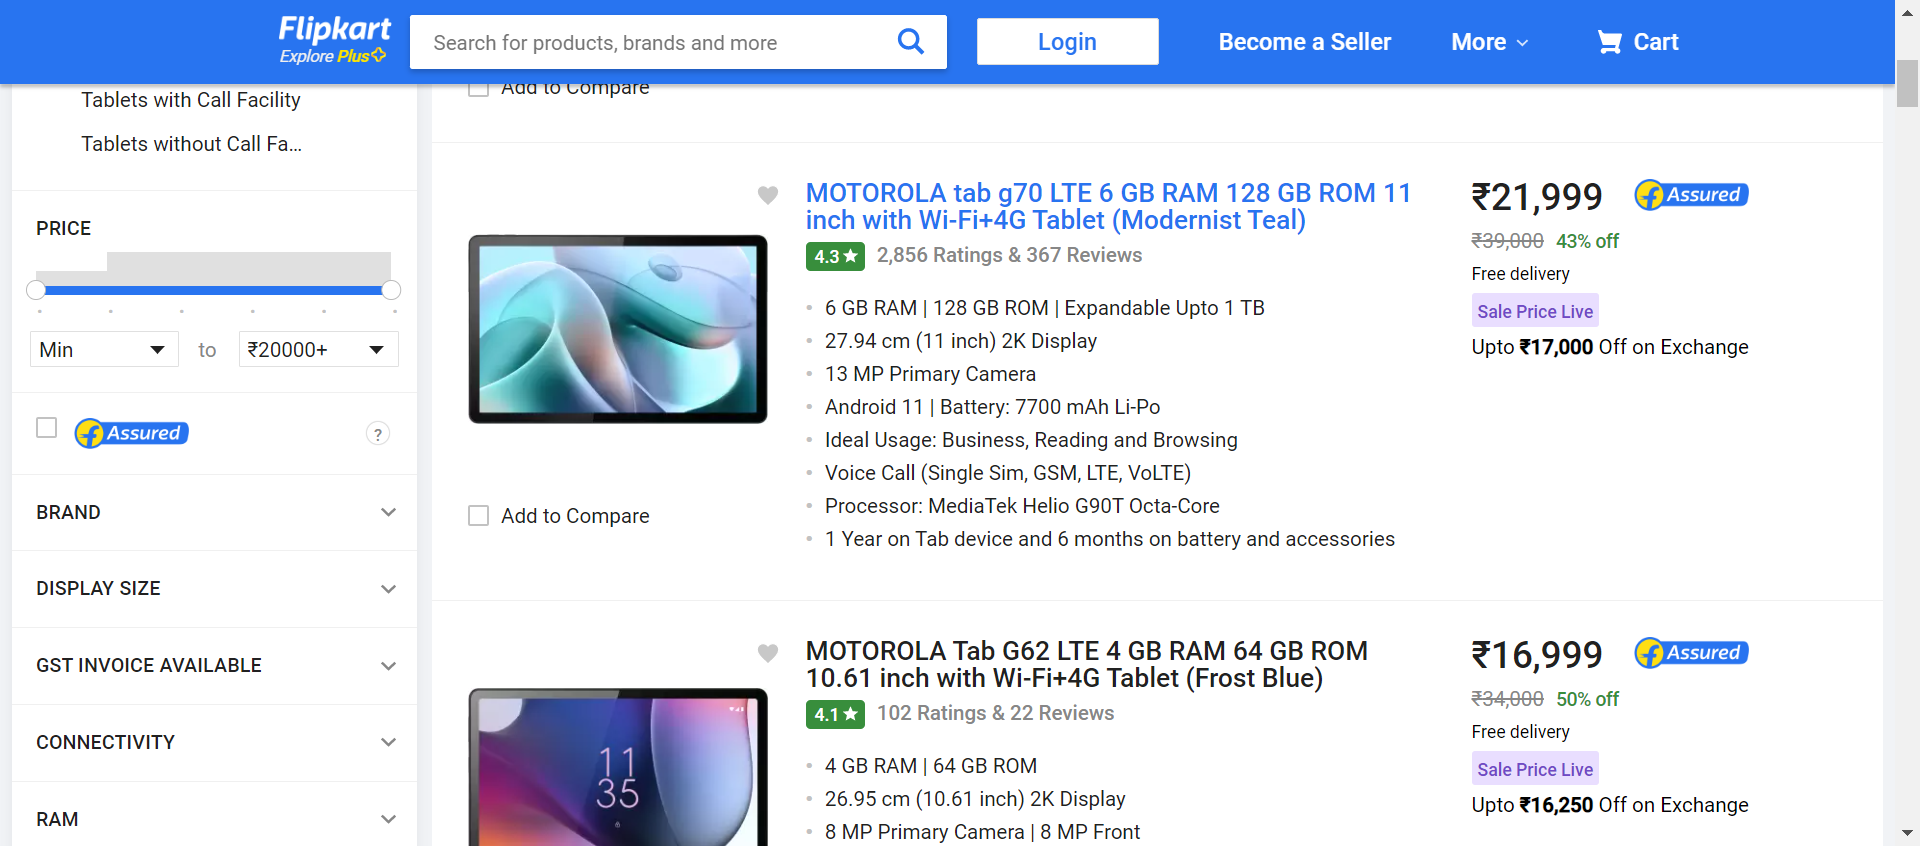 Flipkart
Explore Plus
Search for products, brands and more
Login
Become a Seller
More
Cart
Tablets with Call Facility
Tablets without Call Fa...
PRICE
Min
to
₹20000+
Assured
?
BRAND
DISPLAY SIZE
GST INVOICE AVAILABLE
CONNECTIVITY
RAM
Add to Compare
MOTOROLA tab g70 LTE 6 GB RAM 128 GB ROM 11
inch with Wi-Fi+4G Tablet (Modernist Teal)
4.3★ 2,856 Ratings & 367 Reviews
6 GB RAM | 128 GB ROM | Expandable Upto 1 TB
27.94 cm (11 inch) 2K Display
13 MP Primary Camera
Android 11 | Battery: 7700 mAh Li-Po
Ideal Usage: Business, Reading and Browsing
Voice Call (Single Sim, GSM, LTE, VoLTE)
Processor: MediaTek Helio G90T Octa-Core
1 Year on Tab device and 6 months on battery and accessories
Add to Compare
₹21,999
Assured
₹39,000 43% off
Free delivery
Sale Price Live
Upto ₹17,000 Off on Exchange
MOTOROLA Tab G62 LTE 4 GB RAM 64 GB ROM
10.61 inch with Wi-Fi+4G Tablet (Frost Blue)
4.1★ 102 Ratings & 22 Reviews
4 GB RAM | 64 GB ROM
26.95 cm (10.61 inch) 2K Display
8 MP Primary Camera | 8 MP Front
11
35
₹16,999
Assured
₹34,000 50% off
Free delivery
Sale Price Live
Upto ₹16,250 Off on Exchange